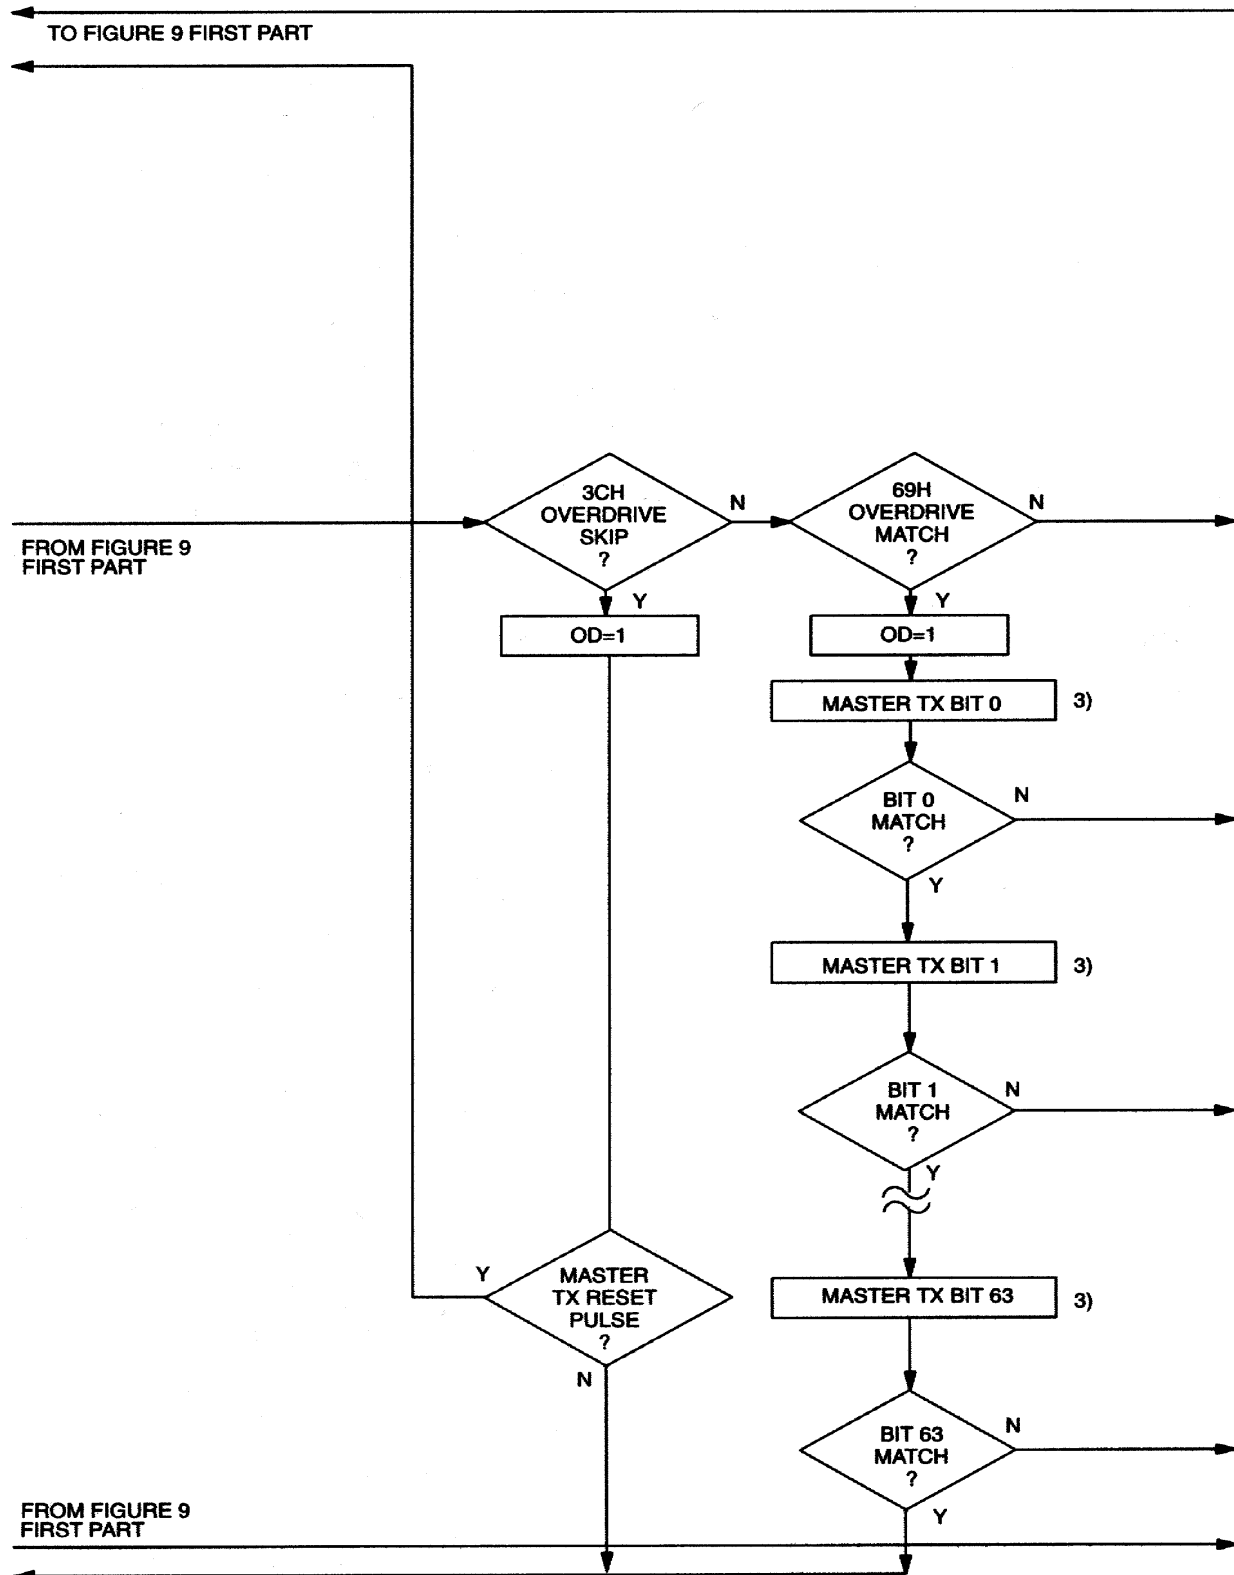 TO FIGURE 9 FIRST PART
3CH
OVERDRIVE
SKIP
?
N
69H
OVERDRIVE
MATCH
?
N
FROM FIGURE 9
FIRST PART
Y
Y
OD=1
OD=1
MASTER TX BIT 0
3)
BIT 0
MATCH
?
N
Y
MASTER TX BIT 1
3)
BIT 1
MATCH
?
N
Y
Y
MASTER
TX RESET
PULSE
?
N
MASTER TX BIT 63
3)
BIT 63
MATCH
?
N
Y
FROM FIGURE 9
FIRST PART